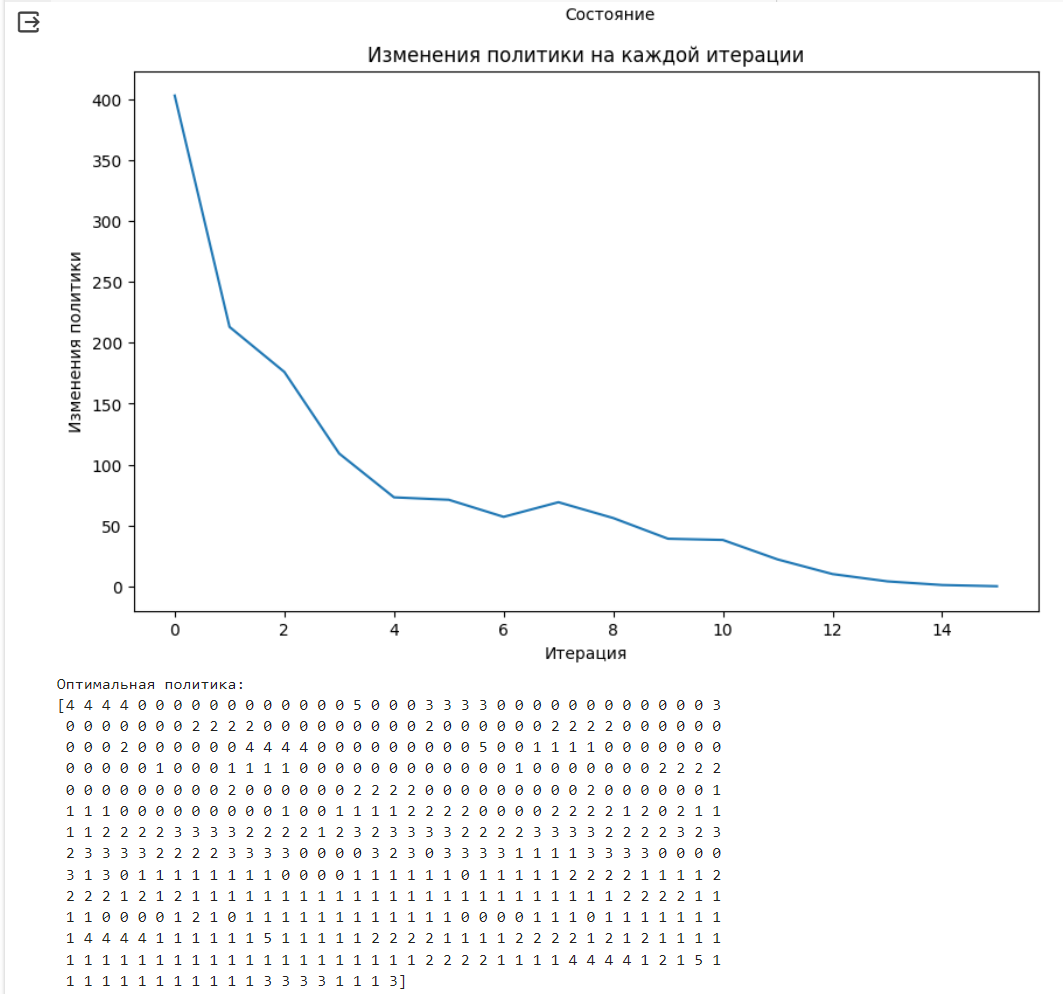 Состояние
Изменения политики на каждой итерации
Изменения политики
400
350
300
250
200
150
100
50
0
0 2 4 6 8 10 12 14
Итерация
Оптимальная политика:
[4 4 4 4 0 0 0 0 0 0 0 0 0 0 0 0 5 0 0 0 3 3 3 3 0 0 0 0 0 0 0 0 0 0 0 0 3
0 0 0 0 0 0 0 2 2 2 2 0 0 0 0 0 0 0 0 0 2 0 0 0 0 0 0 2 2 2 2 0 0 0 0 0 0
0 0 0 2 0 0 0 0 0 0 4 4 4 4 0 0 0 0 0 0 0 0 0 5 0 0 1 1 1 1 0 0 0 0 0 0 0
0 0 0 0 0 1 0 0 0 1 1 1 1 0 0 0 0 0 0 0 0 0 0 0 0 1 0 0 0 0 0 0 0 2 2 2 2
0 0 0 0 0 0 0 0 0 2 0 0 0 0 0 0 2 2 2 2 0 0 0 0 0 0 0 0 0 2 0 0 0 0 0 0 1
1 1 1 0 0 0 0 0 0 0 0 0 1 0 0 1 1 1 1 2 2 2 2 0 0 0 0 2 2 2 2 1 2 0 2 1 1
1 1 2 2 2 2 3 3 3 3 2 2 2 2 1 2 3 2 3 3 3 3 2 2 2 2 3 3 3 3 2 2 2 2 3 2 3
2 3 3 3 3 2 2 2 2 3 3 3 3 0 0 0 0 3 2 3 0 3 3 3 3 1 1 1 1 3 3 3 3 0 0 0 0
3 1 3 0 1 1 1 1 1 1 1 1 0 0 0 0 1 1 1 1 1 1 0 1 1 1 1 1 2 2 2 2 1 1 1 1 2
2 2 2 1 2 1 2 1 1 1 1 1 1 1 1 1 1 1 1 1 1 1 1 1 1 1 1 1 1 1 1 2 2 2 2 1 1
1 1 0 0 0 0 1 2 1 0 1 1 1 1 1 1 1 1 1 1 1 1 0 0 0 0 1 1 1 0 1 1 1 1 1 1 1
1 4 4 4 4 1 1 1 1 1 1 5 1 1 1 1 1 2 2 2 2 1 1 1 1 2 2 2 2 1 2 1 2 1 1 1 1
1 1 1 1 1 1 1 1 1 1 1 1 1 1 1 1 1 1 1 1 2 2 2 2 1 1 1 1 4 4 4 4 1 2 1 5 1
1 1 1 1 1 1 1 1 1 1 1 3 3 3 3 1 1 1 3]